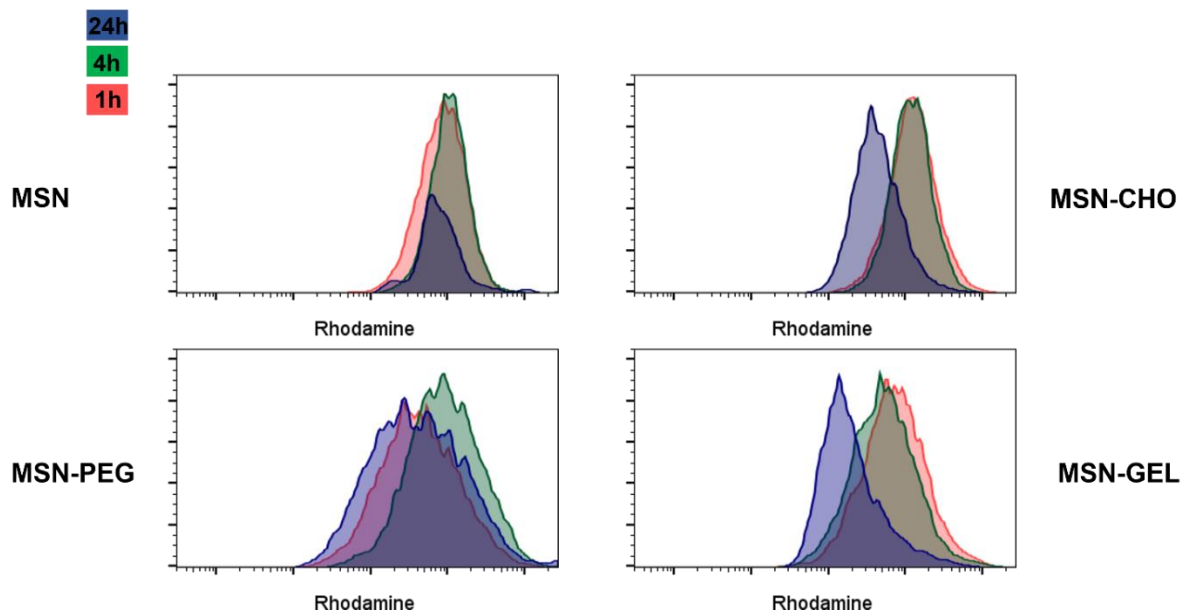 24h
4h
1h
MSN
Rhodamine
MSN-CHO
Rhodamine
MSN-PEG
Rhodamine
MSN-GEL
Rhodamine